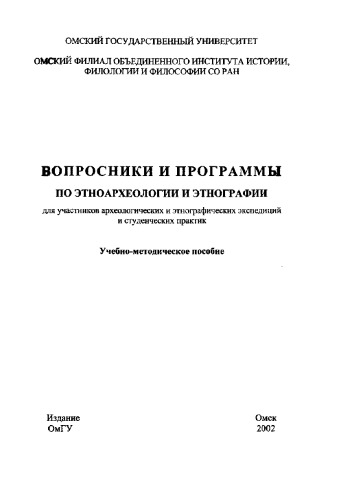 ОМСКИЙ ГОСУДАРСТВЕННЫЙ УНИВЕРСИТЕТ
ОМСКИЙ ФИЛИАЛ ОБЪЕДИНЕННОГО ИНСТИТУТА ИСТОРИИ,
ФИЛОЛОГИИ И ФИЛОСОФИИ СО РАН
ВОПРОСНИКИ И ПРОГРАММЫ
ПО ЭТНОАРХЕОЛОГИИ И ЭТНОГРАФИИ
для участников археологических и этнографических экспедиций
и студенческих практик
Учебно-методическое пособие
Издание Омск
ОмГУ 2002